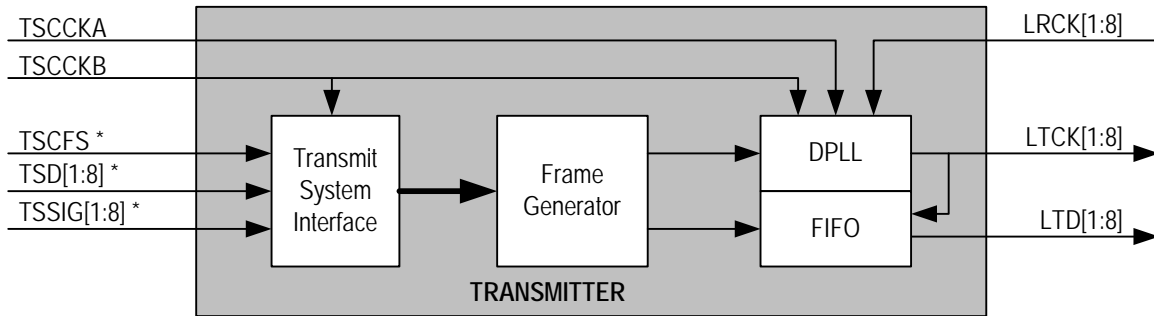 TSCCKA
TSCCKB
TSCFS *
TSD[1:8] *
TSSIG[1:8] *
Transmit
System
Interface
Frame
Generator
DPLL
FIFO
LRCK[1:8]
LTCK[1:8]
LTD[1:8]
TRANSMITTER